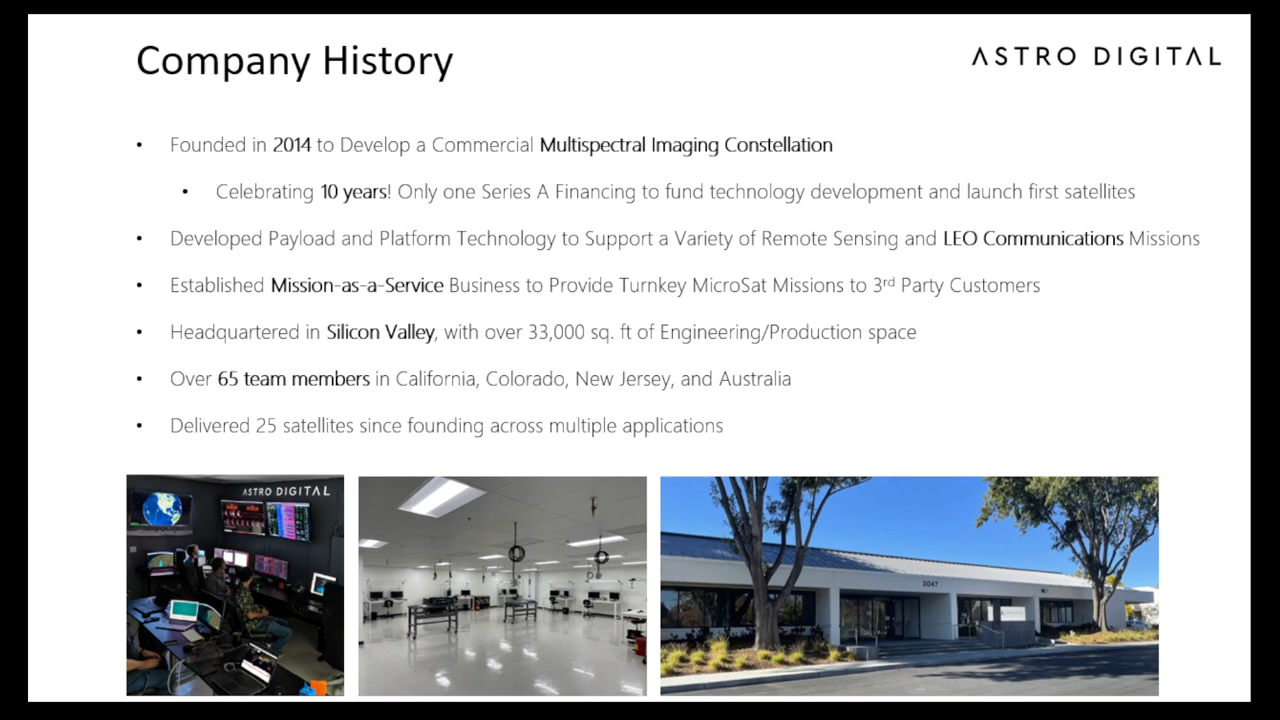 Company History
ASTRO DIGITAL
• Founded in 2014 to Develop a Commercial Multispectral Imaging Constellation
• Celebrating 10 years! Only one Series A Financing to fund technology development and launch first satellites
• Developed Payload and Platform Technology to Support a Variety of Remote Sensing and LEO Communications Missions
• Established Mission-as-a-Service Business to Provide Turnkey MicroSat Missions to 3rd Party Customers
• Headquartered in Silicon Valley, with over 33,000 sq. ft of Engineering/Production space
• Over 65 team members in California, Colorado, New Jersey, and Australia
• Delivered 25 satellites since founding across multiple applications
ASTRO DIGITAL
3047